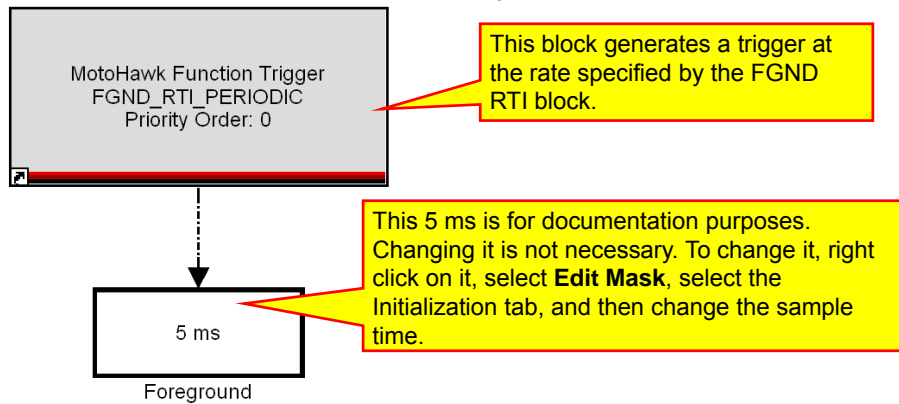 MotoHawk Function Trigger
FGND_RTI_PERIODIC
Priority Order: 0
This block generates a trigger at
the rate specified by the FGND
RTI block.
This 5 ms is for documentation purposes.
Changing it is not necessary. To change it, right
click on it, select Edit Mask, select the
Initialization tab, and then change the sample
time.
5 ms
Foreground